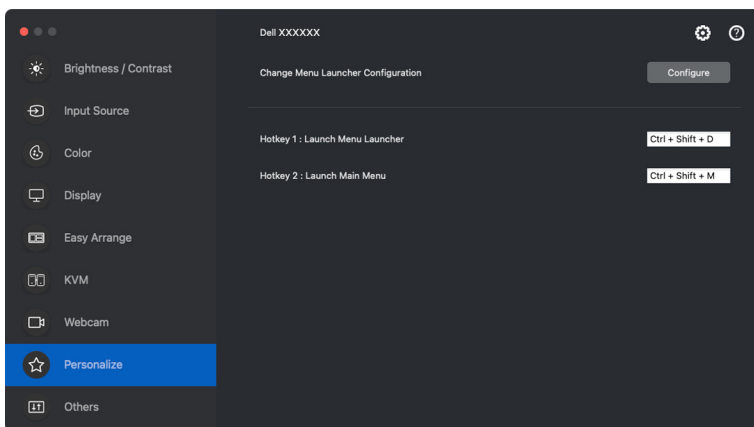 Dell XXXXXX
Brightness / Contrast
Change Menu Launcher Configuration
Configure
Input Source
Hotkey 1 : Launch Menu Launcher
Ctrl + Shift + D
Color
Hotkey 2 : Launch Main Menu
Ctrl + Shift + M
Display
Easy Arrange
KVM
Webcam
Personalize
Others